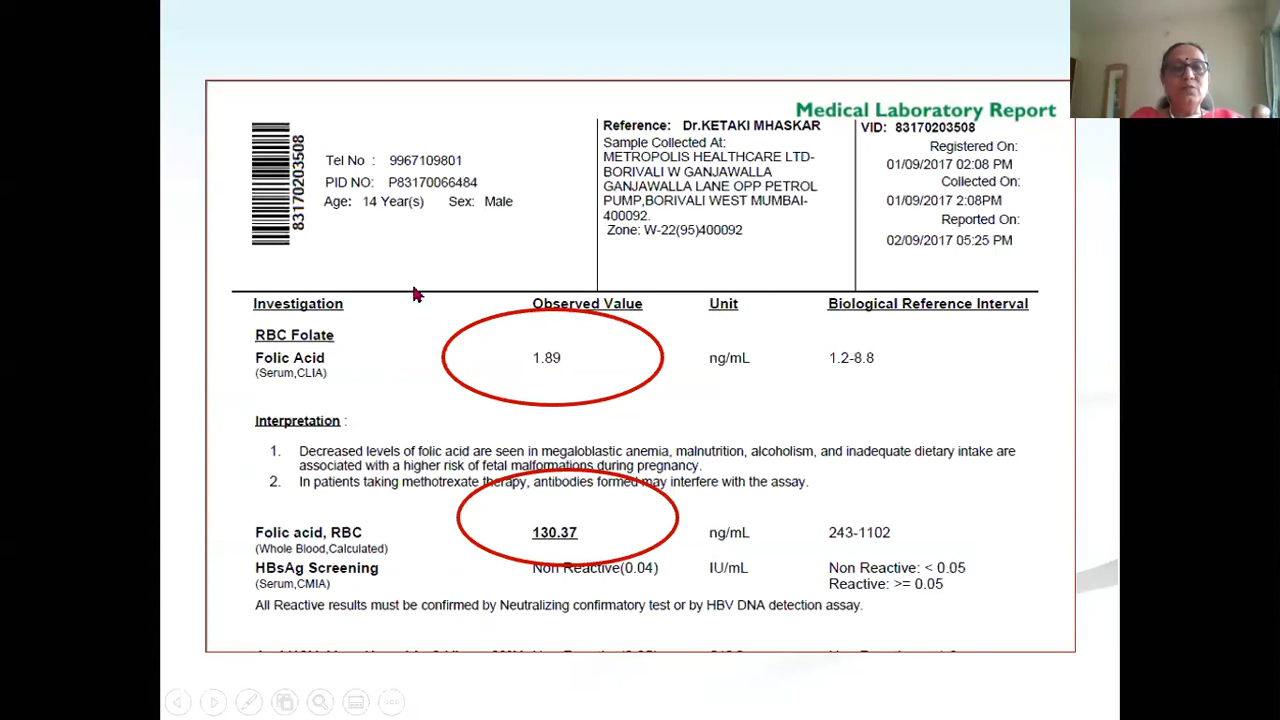 Medical Laboratory Report
83170203508
Tel No : 9967109801
PID NO: P83170066484
Age: 14 Year(s) Sex: Male
Reference: Dr.KETAKI MHASKAR
Sample Collected At:
METROPOLIS HEALTHCARE LTD-
BORIVALI W GANJAWALLA
GANJAWALLA LANE OPP PETROL
PUMP,BORIVALI WEST MUMBAI-
400092.
Zone: W-22(95)400092
VID: 83170203508
Registered On:
01/09/2017 02:08 PM
Collected On:
01/09/2017 2:08PM
Reported On:
02/09/2017 05:25 PM
Investigation Observed Value Unit Biological Reference Interval
RBC Folate
Folic Acid 1.89 ng/mL 1.2-8.8
(Serum,CLIA)
Interpretation :
1. Decreased levels of folic acid are seen in megaloblastic anemia, malnutrition, alcoholism, and inadequate dietary intake are
associated with a higher risk of fetal malformations during pregnancy.
2. In patients taking methotrexate therapy, antibodies formed may interfere with the assay.
Folic acid, RBC 130.37 ng/mL 243-1102
(Whole Blood,Calculated)
HBsAg Screening Non Reactive(0.04) IU/mL Non Reactive: < 0.05
(Serum,CMIA) Reactive: >= 0.05
All Reactive results must be confirmed by Neutralizing confirmatory test or by HBV DNA detection assay.